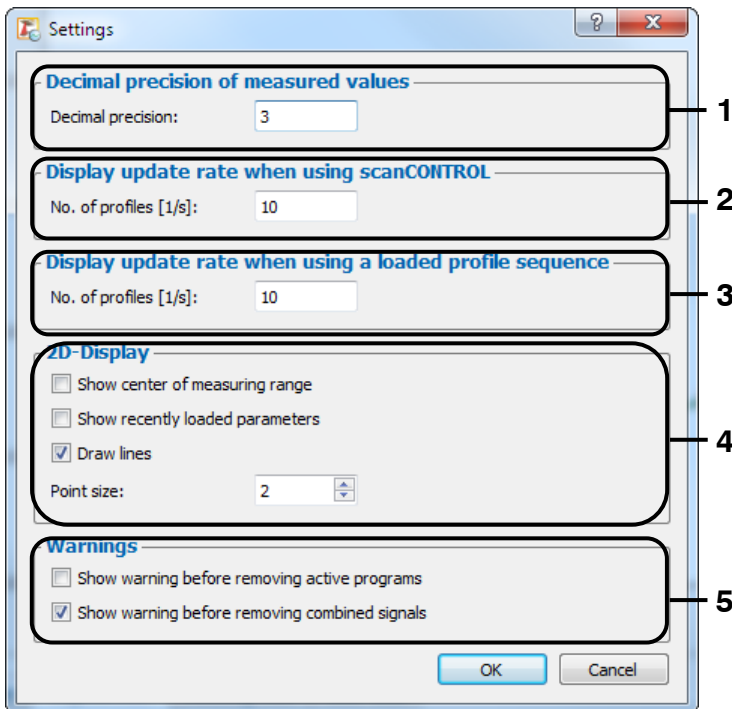 Settings
Decimal precision of measured values
Decimal precision: 3
1
Display update rate when using scanCONTROL
No. of profiles [1/s]: 10
2
Display update rate when using a loaded profile sequence
No. of profiles [1/s]: 10
3
2D-Display
Show center of measuring range
Show recently loaded parameters
Draw lines
4
Point size: 2
Warnings
Show warning before removing active programs
5
Show warning before removing combined signals
OK Cancel